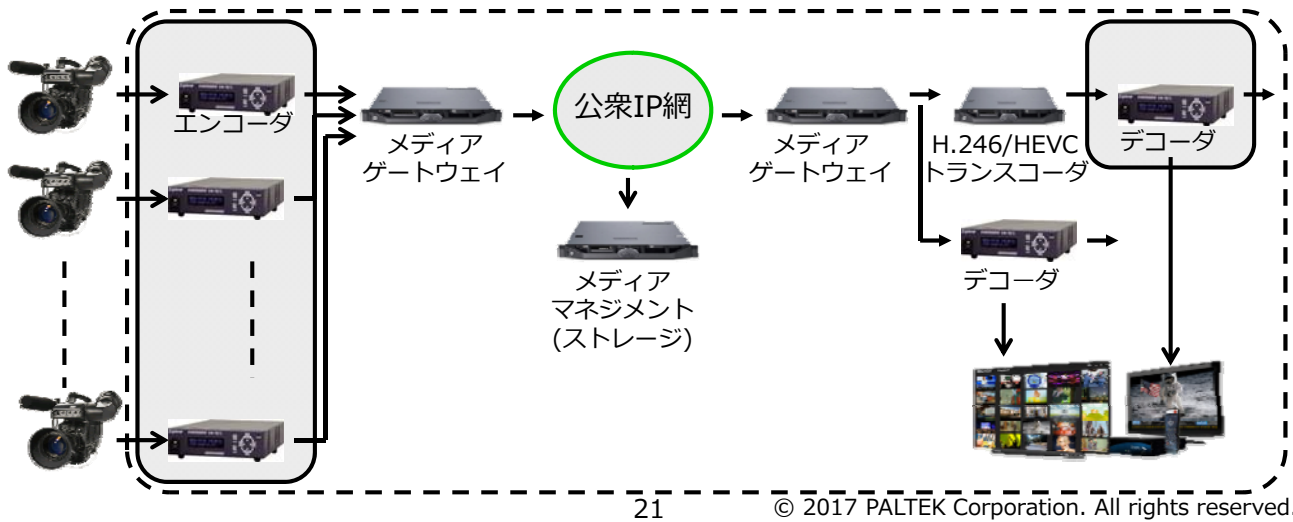 エンコーダ
メディア
ゲートウェイ
公衆IP網
メディア
マネジメント
(ストレージ)
メディア
ゲートウェイ
H.246/HEVC
トランスコーダ
デコーダ
デコーダ
21
© 2017 PALTEK Corporation. All rights reserved.